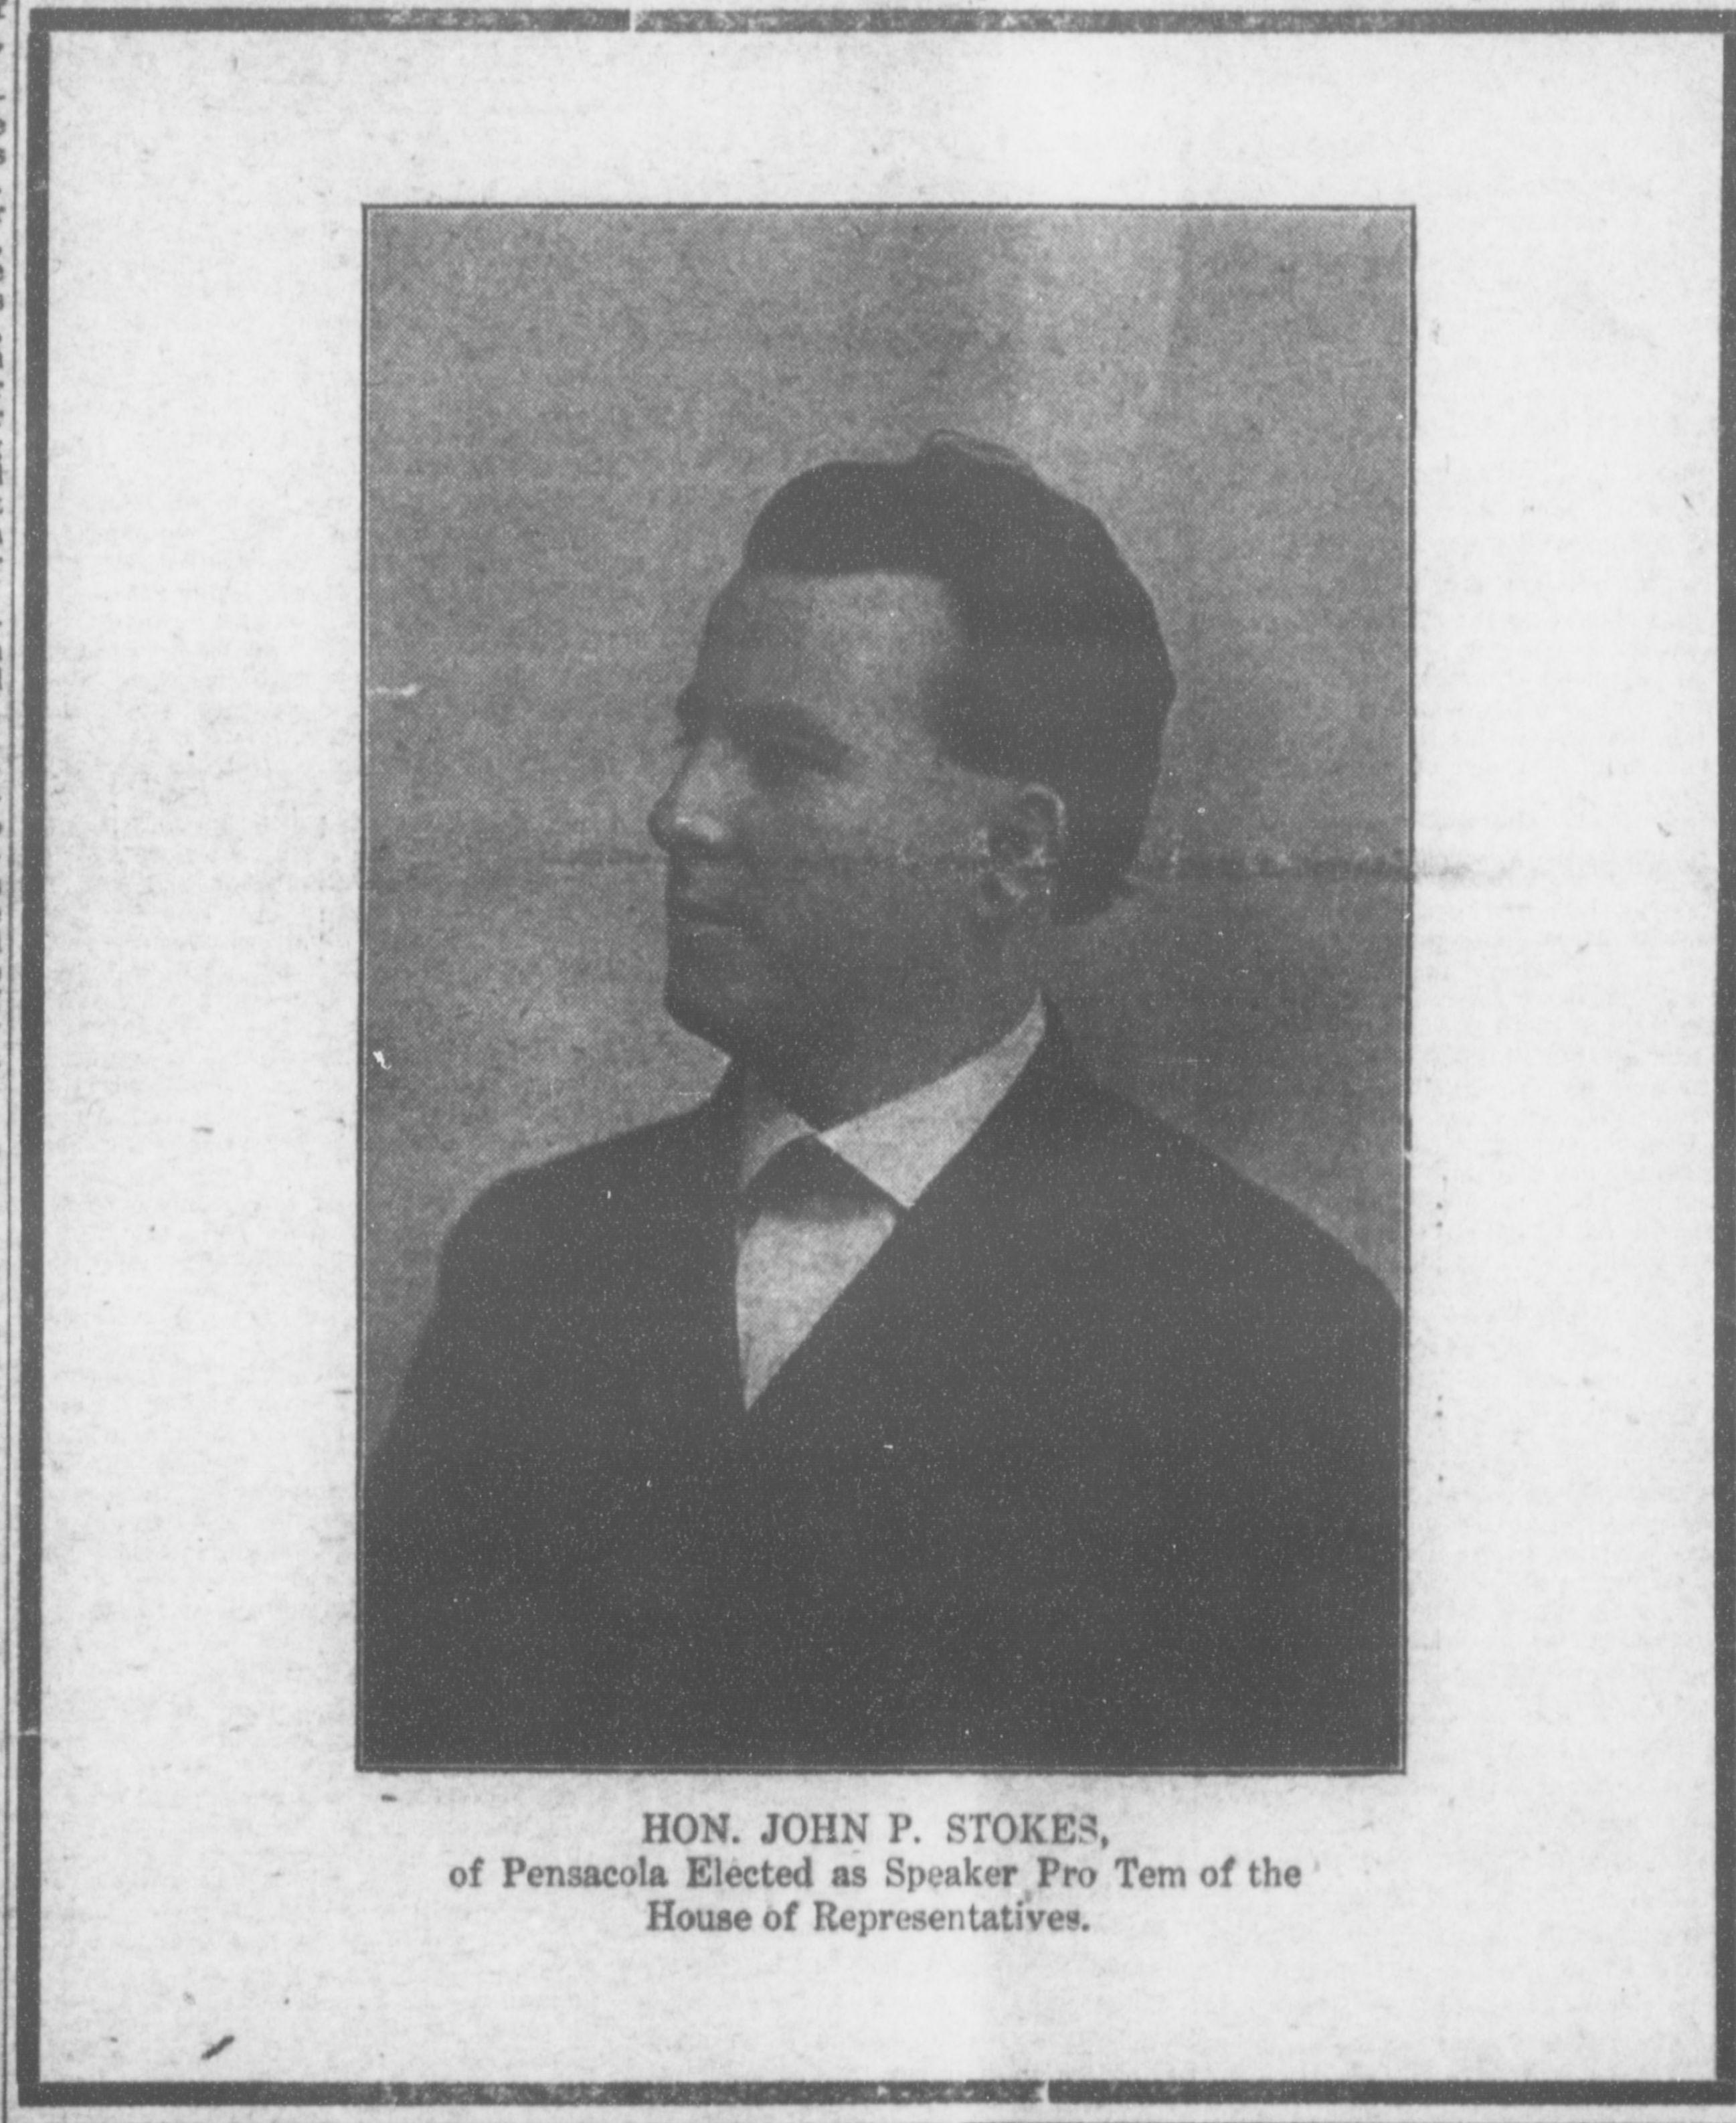 HON. JOHN P. STOKES,
of Pensacola Elected as Speaker Pro Tem of the
House of Representatives.